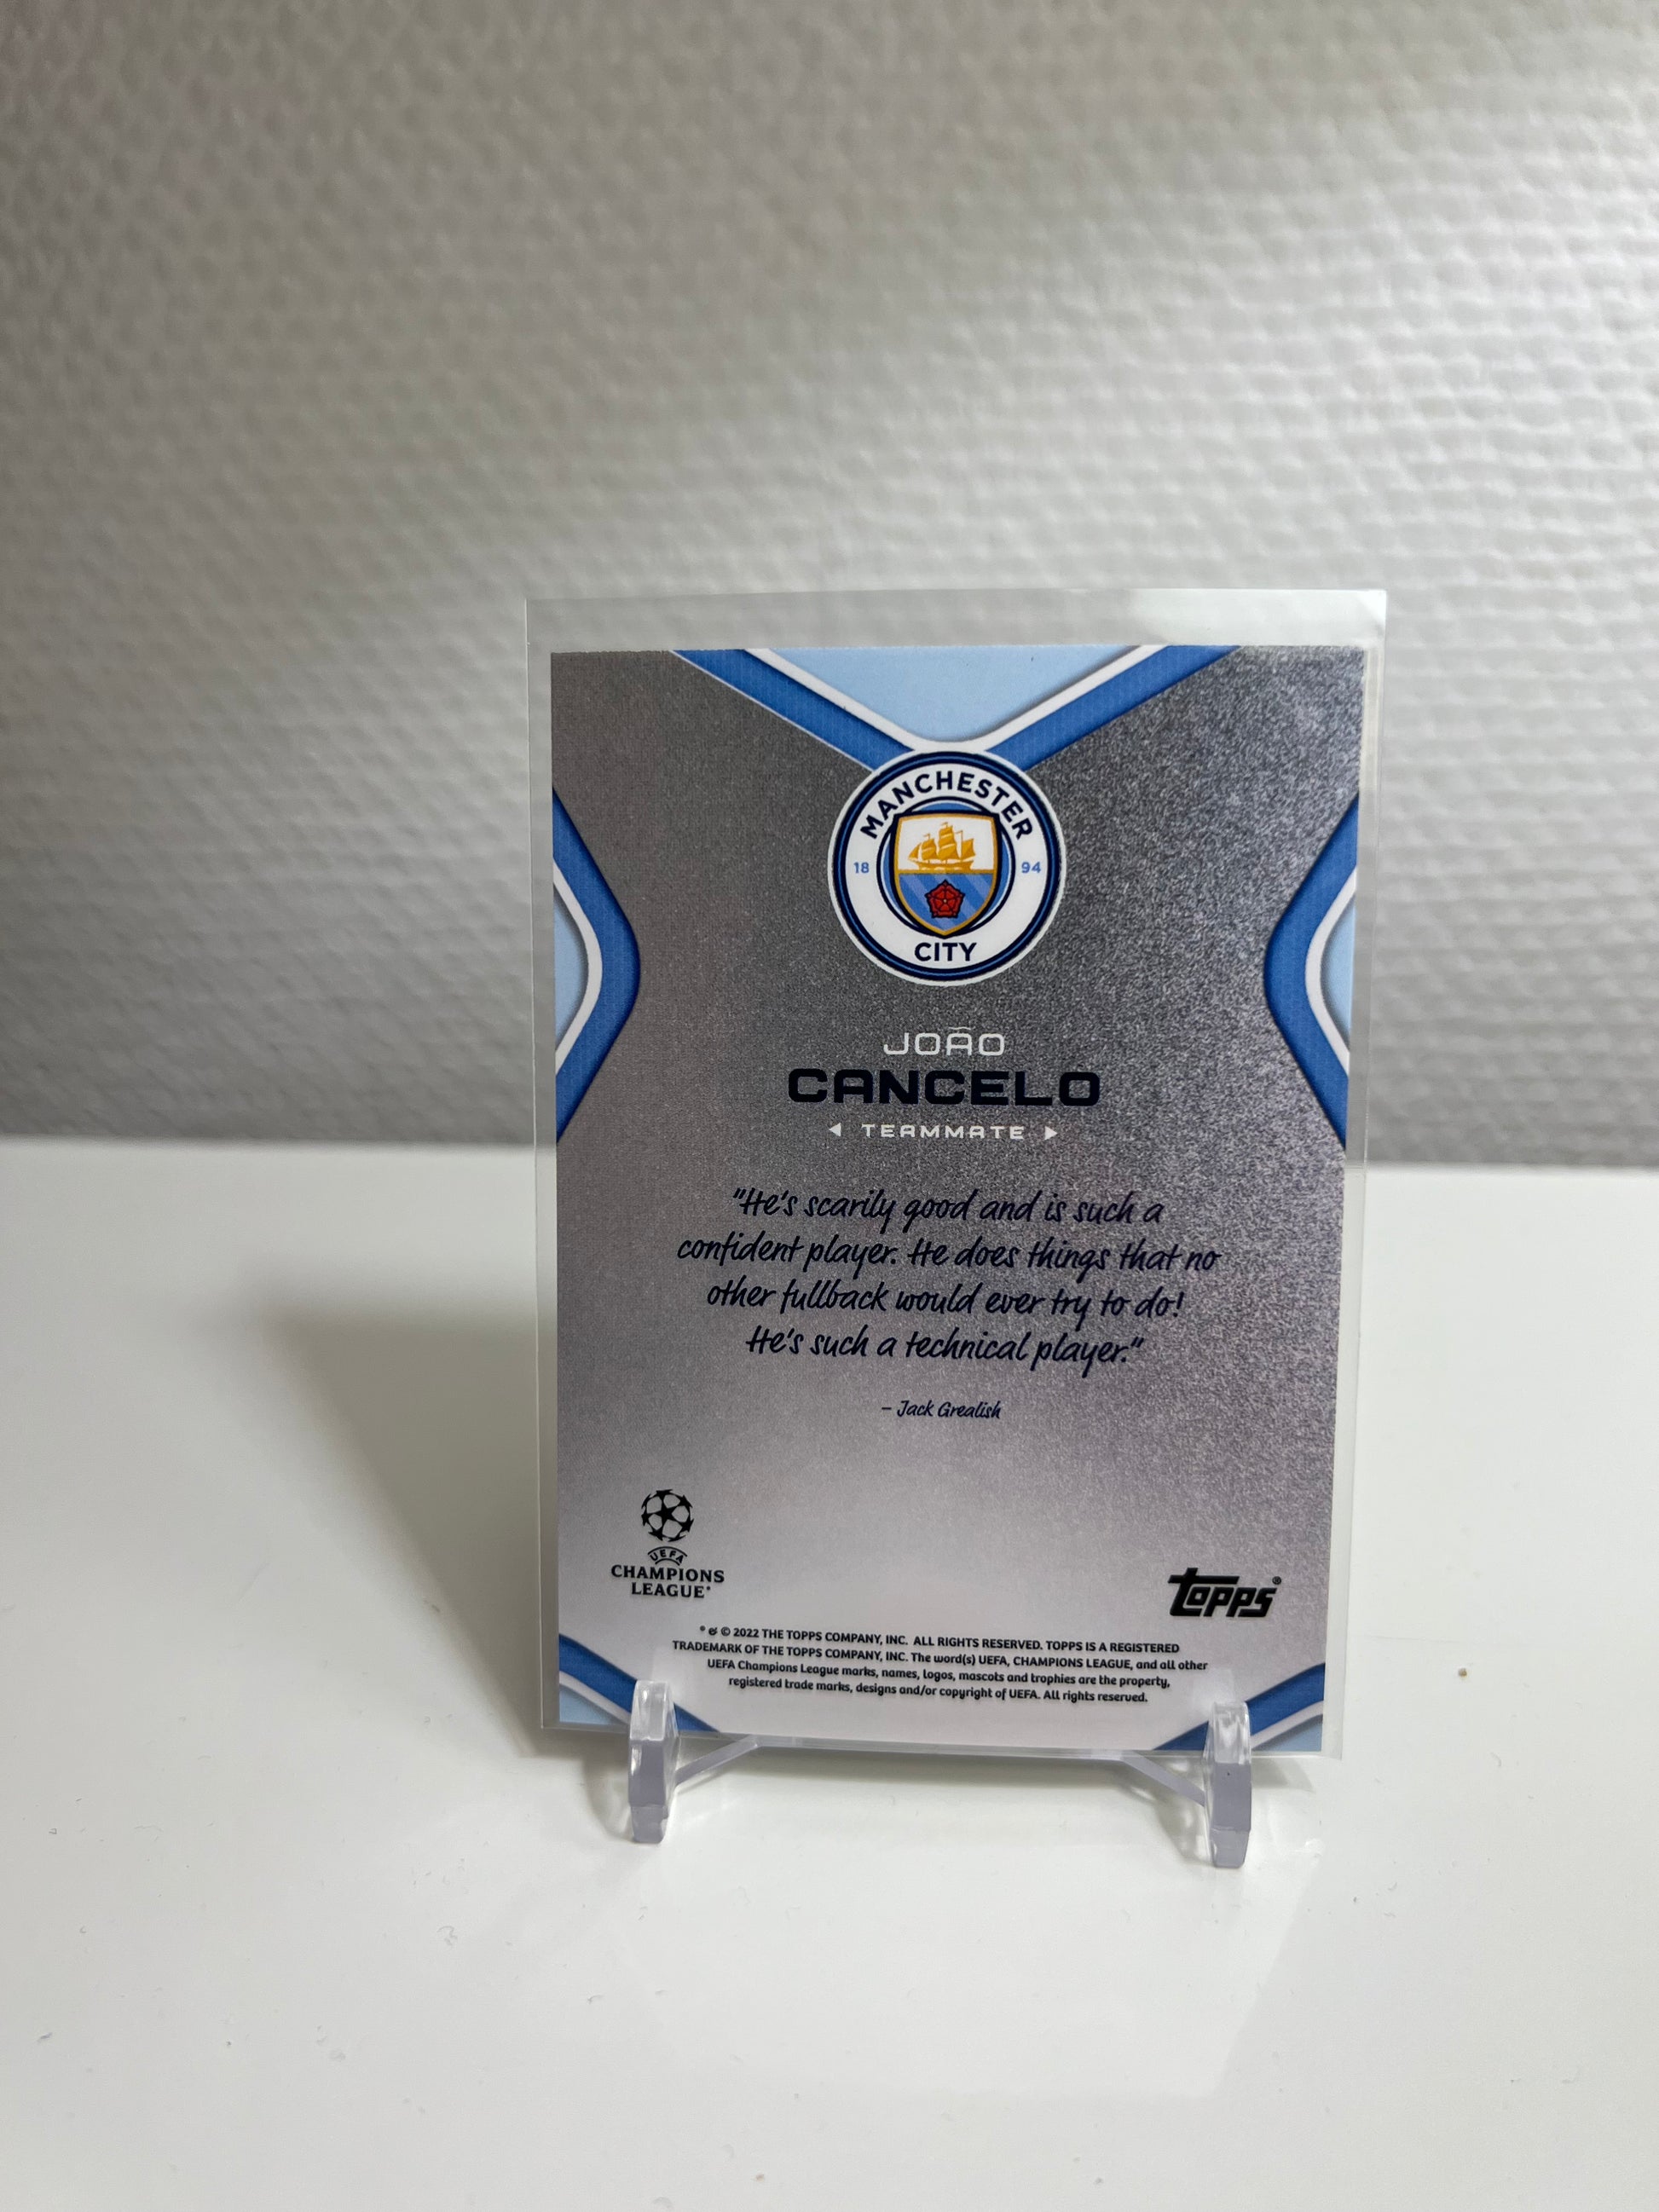 MANCHESTER
18 94
CITY
JOÃO
CANCELO
TEAMMATE
"He's scarily good and is such a
confident player. He does things that no
other fullback would ever try to do!
He's such a technical player."
– Jack Grealish
UEFA
CHAMPIONS
LEAGUE®
topps®
® & © 2022 THE TOPPS COMPANY, INC. ALL RIGHTS RESERVED. TOPPS IS A REGISTERED
TRADEMARK OF THE TOPPS COMPANY, INC. The word(s) UEFA, CHAMPIONS LEAGUE, and all other
UEFA Champions League marks, names, logos, mascots and trophies are the property,
registered trade marks, designs and/or copyright of UEFA. All rights reserved.